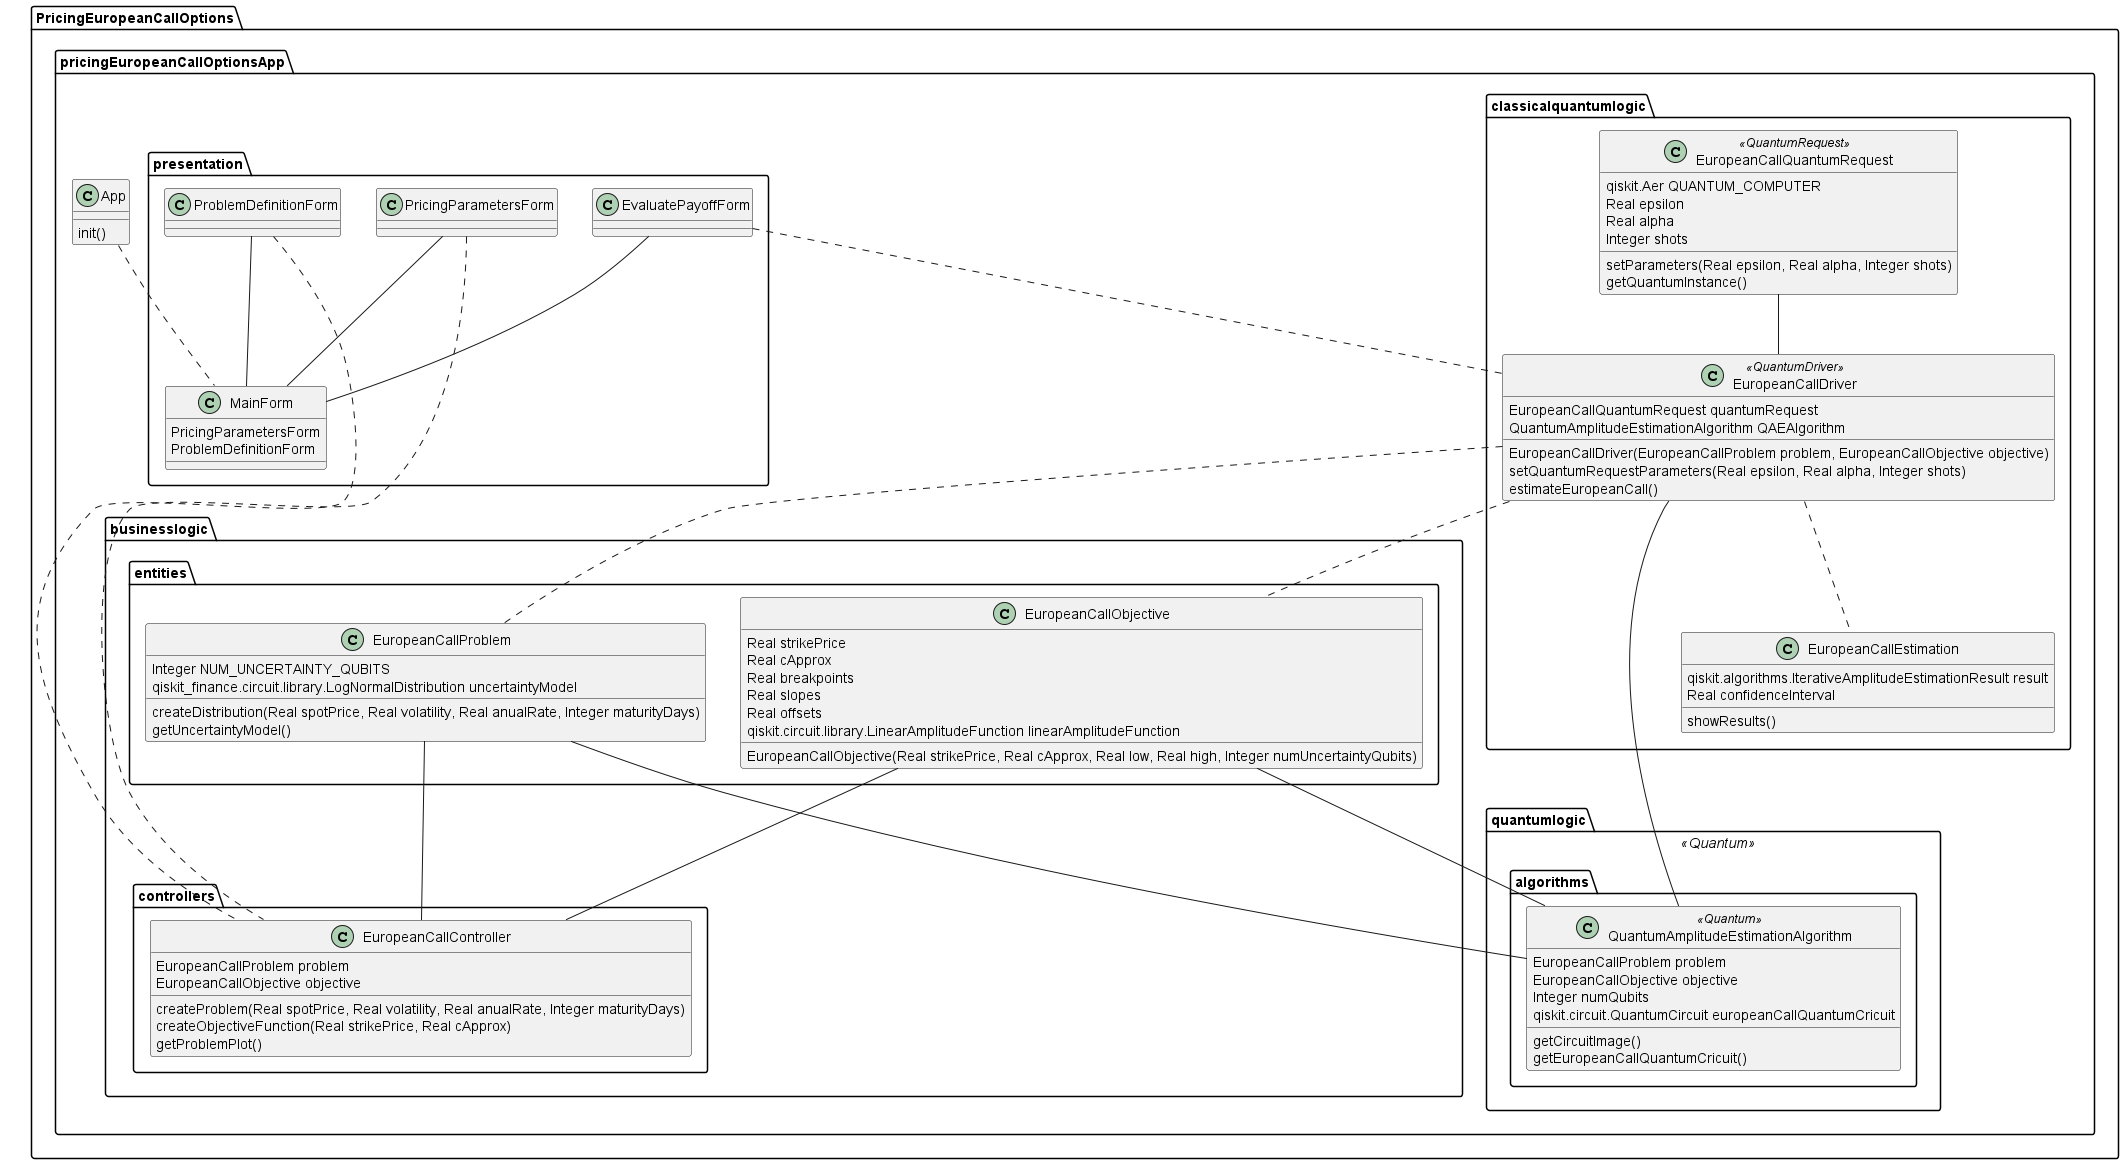 PricingEuropeanCallOptions
pricingEuropeanCallOptionsApp
C App
init()
presentation
C ProblemDefinitionForm
C PricingParametersForm
C EvaluatePayoffForm
C MainForm
PricingParametersForm
ProblemDefinitionForm
classicalquantumlogic
«QuantumRequest»
C EuropeanCallQuantumRequest
qiskit.Aer QUANTUM_COMPUTER
Real epsilon
Real alpha
Integer shots
setParameters(Real epsilon, Real alpha, Integer shots)
getQuantumInstance()
«QuantumDriver»
C EuropeanCallDriver
EuropeanCallQuantumRequest quantumRequest
QuantumAmplitudeEstimationAlgorithm QAEAlgorithm
EuropeanCallDriver(EuropeanCallProblem problem, EuropeanCallObjective objective)
setQuantumRequestParameters(Real epsilon, Real alpha, Integer shots)
estimateEuropeanCall()
C EuropeanCallEstimation
qiskit.algorithms.IterativeAmplitudeEstimationResult result
Real confidenceInterval
showResults()
businesslogic
entities
C EuropeanCallProblem
Integer NUM_UNCERTAINTY_QUBITS
qiskit_finance.circuit.library.LogNormalDistribution uncertaintyModel
createDistribution(Real spotPrice, Real volatility, Real anualRate, Integer maturityDays)
getUncertaintyModel()
C EuropeanCallObjective
Real strikePrice
Real cApprox
Real breakpoints
Real slopes
Real offsets
qiskit.circuit.library.LinearAmplitudeFunction linearAmplitudeFunction
EuropeanCallObjective(Real strikePrice, Real cApprox, Real low, Real high, Integer numUncertaintyQubits)
controllers
C EuropeanCallController
EuropeanCallProblem problem
EuropeanCallObjective objective
createProblem(Real spotPrice, Real volatility, Real anualRate, Integer maturityDays)
createObjectiveFunction(Real strikePrice, Real cApprox)
getProblemPlot()
quantumlogic
«Quantum»
algorithms
«Quantum»
C QuantumAmplitudeEstimationAlgorithm
EuropeanCallProblem problem
EuropeanCallObjective objective
Integer numQubits
qiskit.circuit.QuantumCircuit europeanCallQuantumCricuit
getCircuitImage()
getEuropeanCallQuantumCricuit()